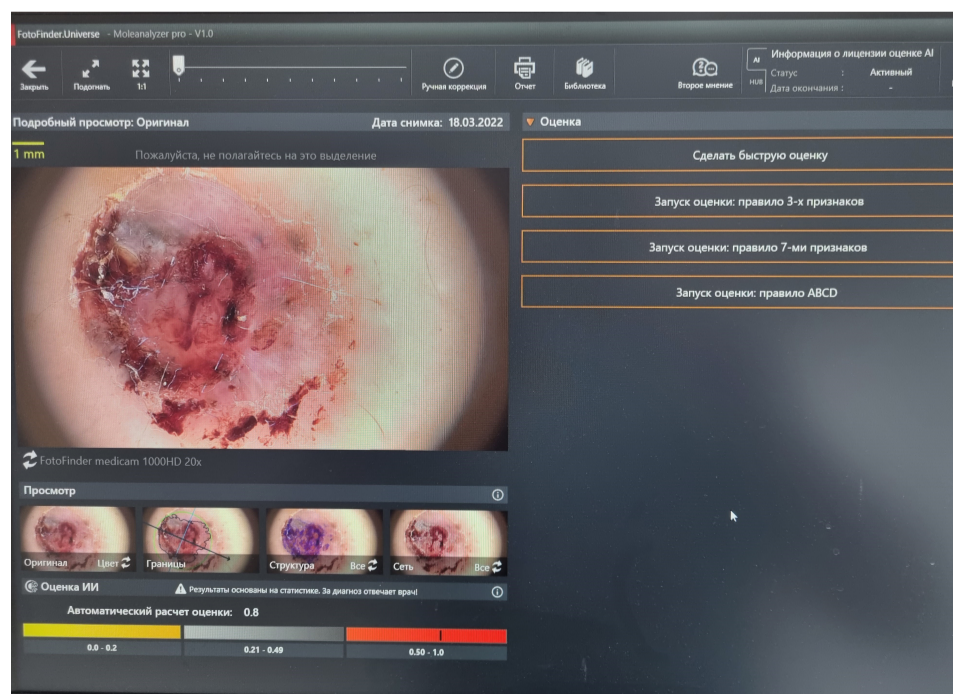 FotoFinder.Universe - Moleanalyzer pro - V1.0
Закрыть
Подогнать
1:1
Ручная коррекция
Отчет
Библиотека
Второе мнение
AI
HUB
Информация о лицензии оценке AI
Статус : Активный
Дата окончания : -
Подробный просмотр: Оригинал
Дата снимка: 18.03.2022
1 mm
Пожалуйста, не полагайтесь на это выделение
FotoFinder medicam 1000HD 20x
Просмотр
Оригинал Цвет
Границы
Структура Все
Сеть Все
Оценка ИИ
Результаты основаны на статистике. За диагноз отвечает врач!
Автоматический расчет оценки: 0.8
0.0 - 0.2
0.21 - 0.49
0.50 - 1.0
Оценка
Сделать быструю оценку
Запуск оценки: правило 3-х признаков
Запуск оценки: правило 7-ми признаков
Запуск оценки: правило ABCD